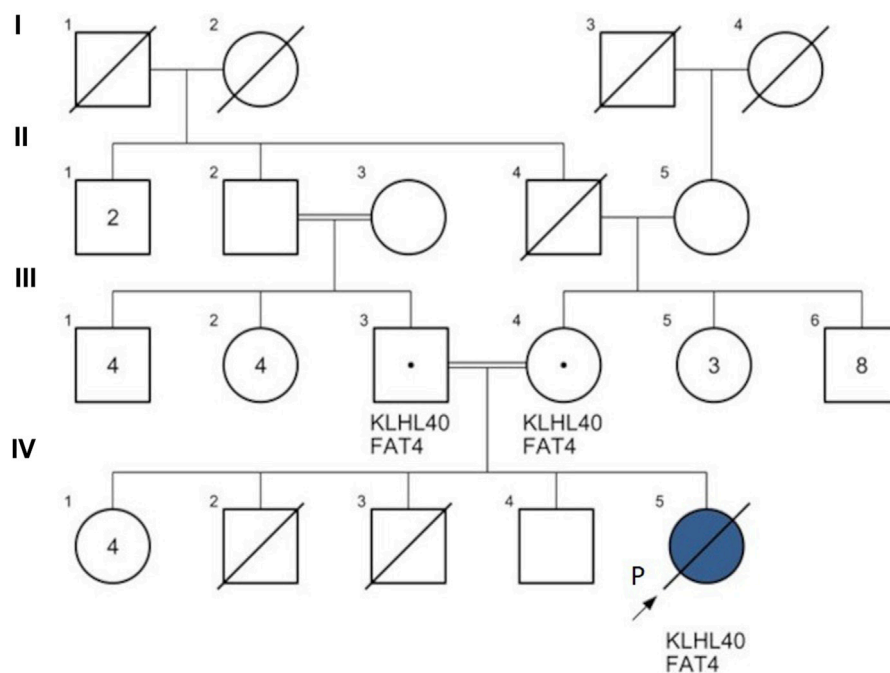 I
1 2 3 4
II
1 2 3 4 5
2
III
1 2 3 4 5 6
4 4 3 8
KLHL40 KLHL40
FAT4 FAT4
IV
1 2 3 4 5
4
P
KLHL40
FAT4